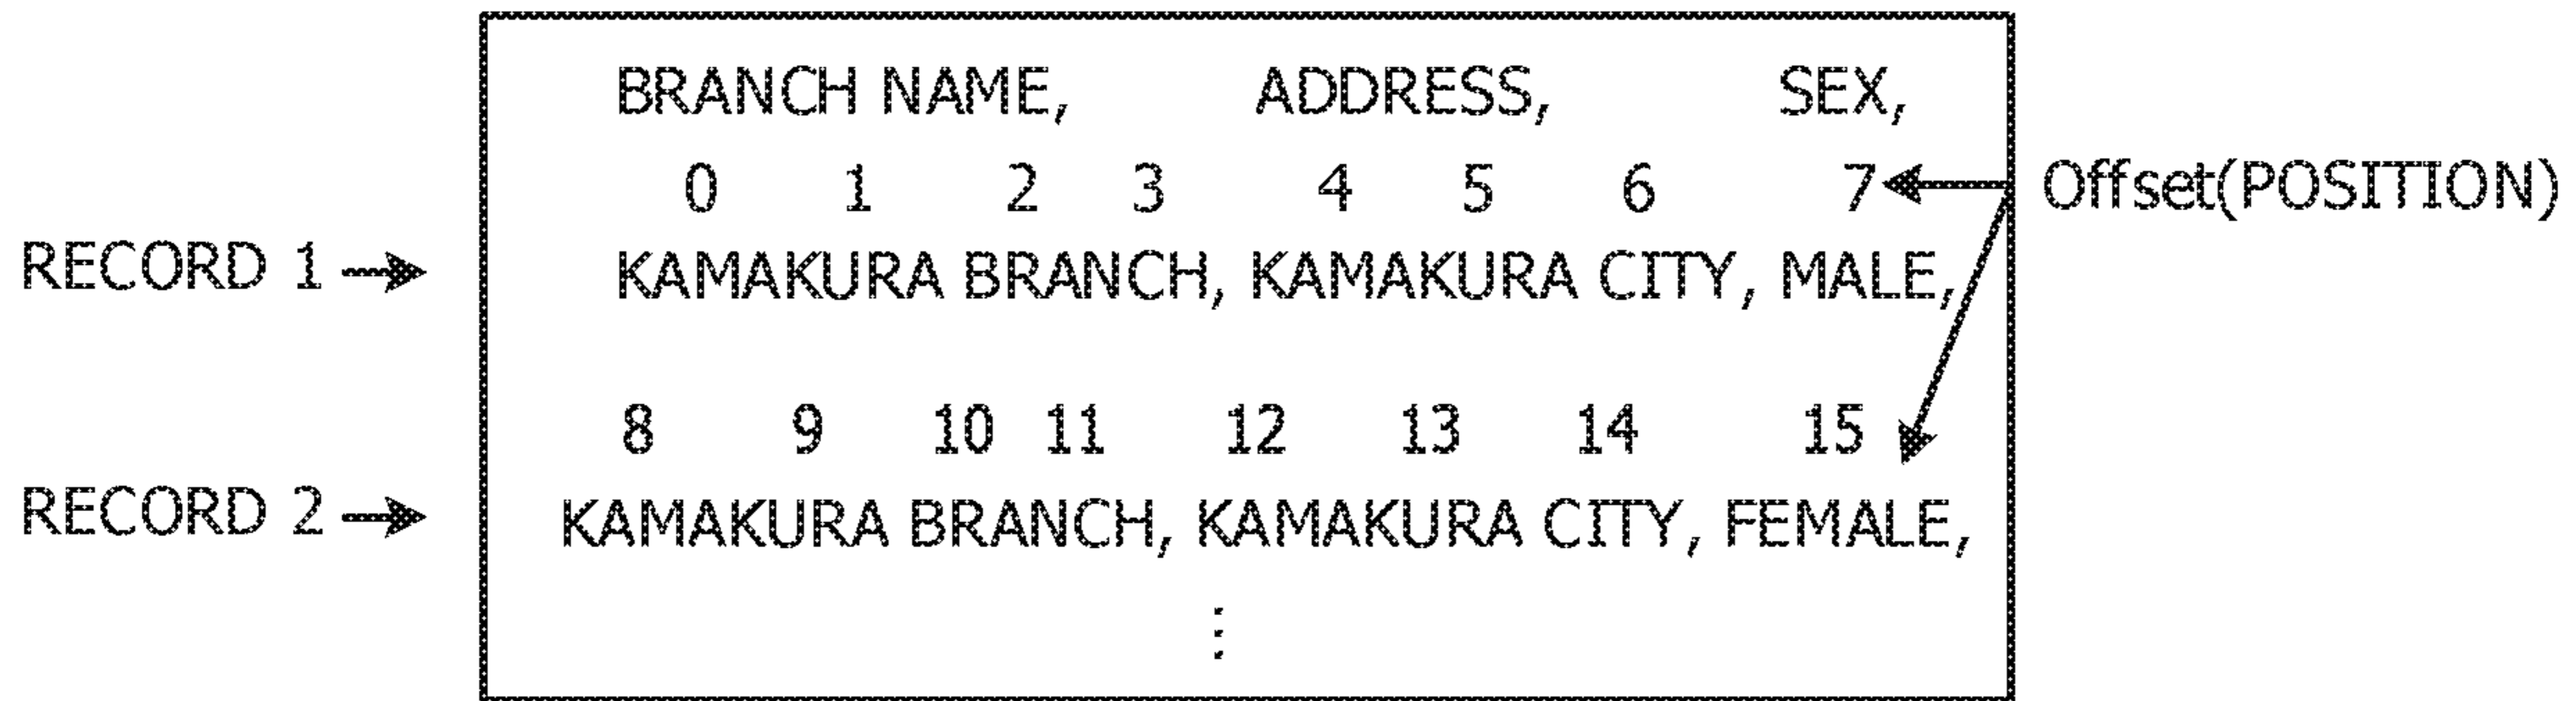 BRANCH NAME, ADDRESS, SEX,
0 1 2 3 4 5 6 7 Offset(POSITION)
RECORD 1 KAMAKURA BRANCH, KAMAKURA CITY, MALE,
8 9 10 11 12 13 14 15
RECORD 2 KAMAKURA BRANCH, KAMAKURA CITY, FEMALE,
⋮